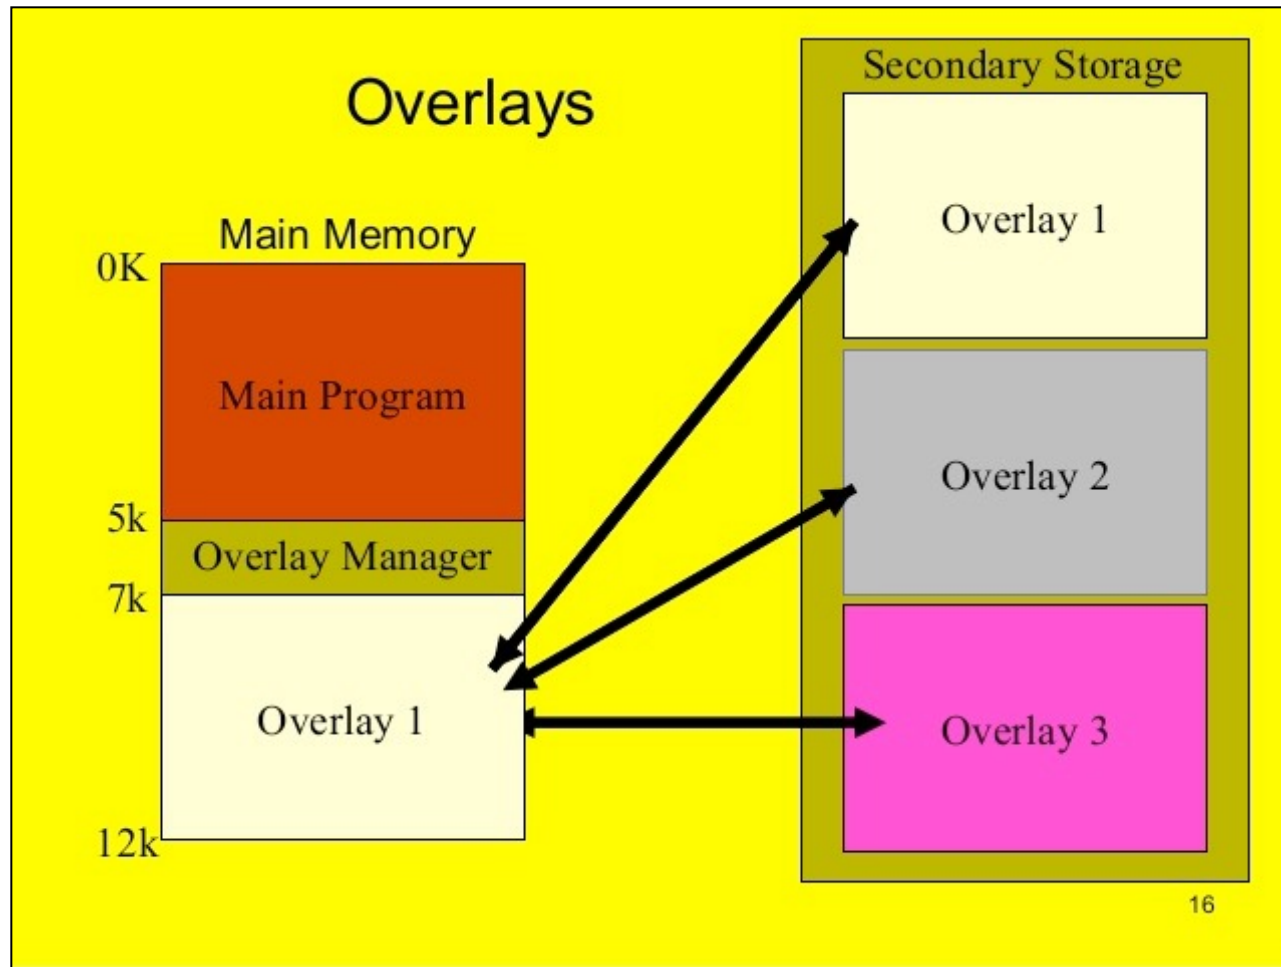 Overlays
Main Memory
0K
Main Program
5k
Overlay Manager
7k
Overlay 1
12k
Secondary Storage
Overlay 1
Overlay 2
Overlay 3
16